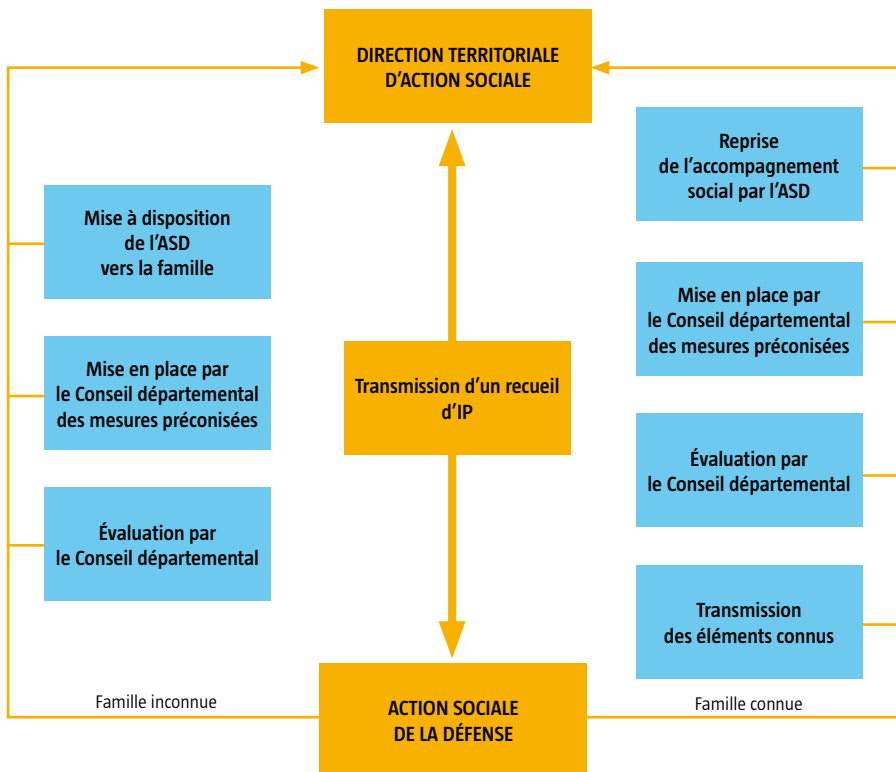 DIRECTION TERRITORIALE
D’ACTION SOCIALE
Mise à disposition
de l’ASD
vers la famille
Mise en place par
le Conseil départemental
des mesures préconisées
Évaluation par
le Conseil départemental
Transmission d’un recueil
d’IP
Reprise
de l’accompagnement
social par l’ASD
Mise en place par
le Conseil départemental
des mesures préconisées
Évaluation par
le Conseil départemental
Transmission
des éléments connus
Famille inconnue
ACTION SOCIALE
DE LA DÉFENSE
Famille connue